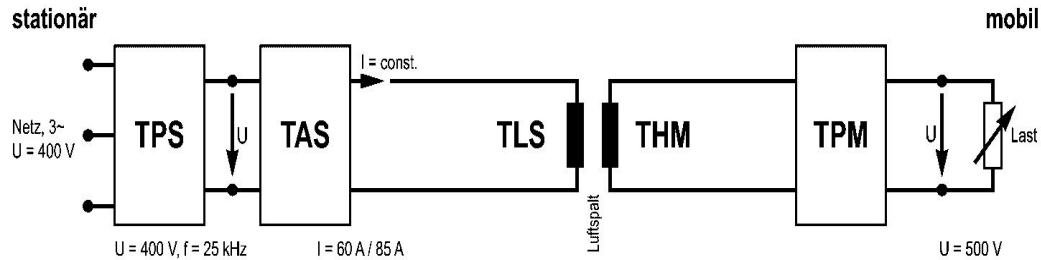 stationär
mobil
I = const.
Netz, 3~
U = 400 V
TPS
U
TAS
TLS
THM
TPM
U
Last
Luftspalt
U = 400 V, f = 25 kHz
I = 60 A / 85 A
U = 500 V